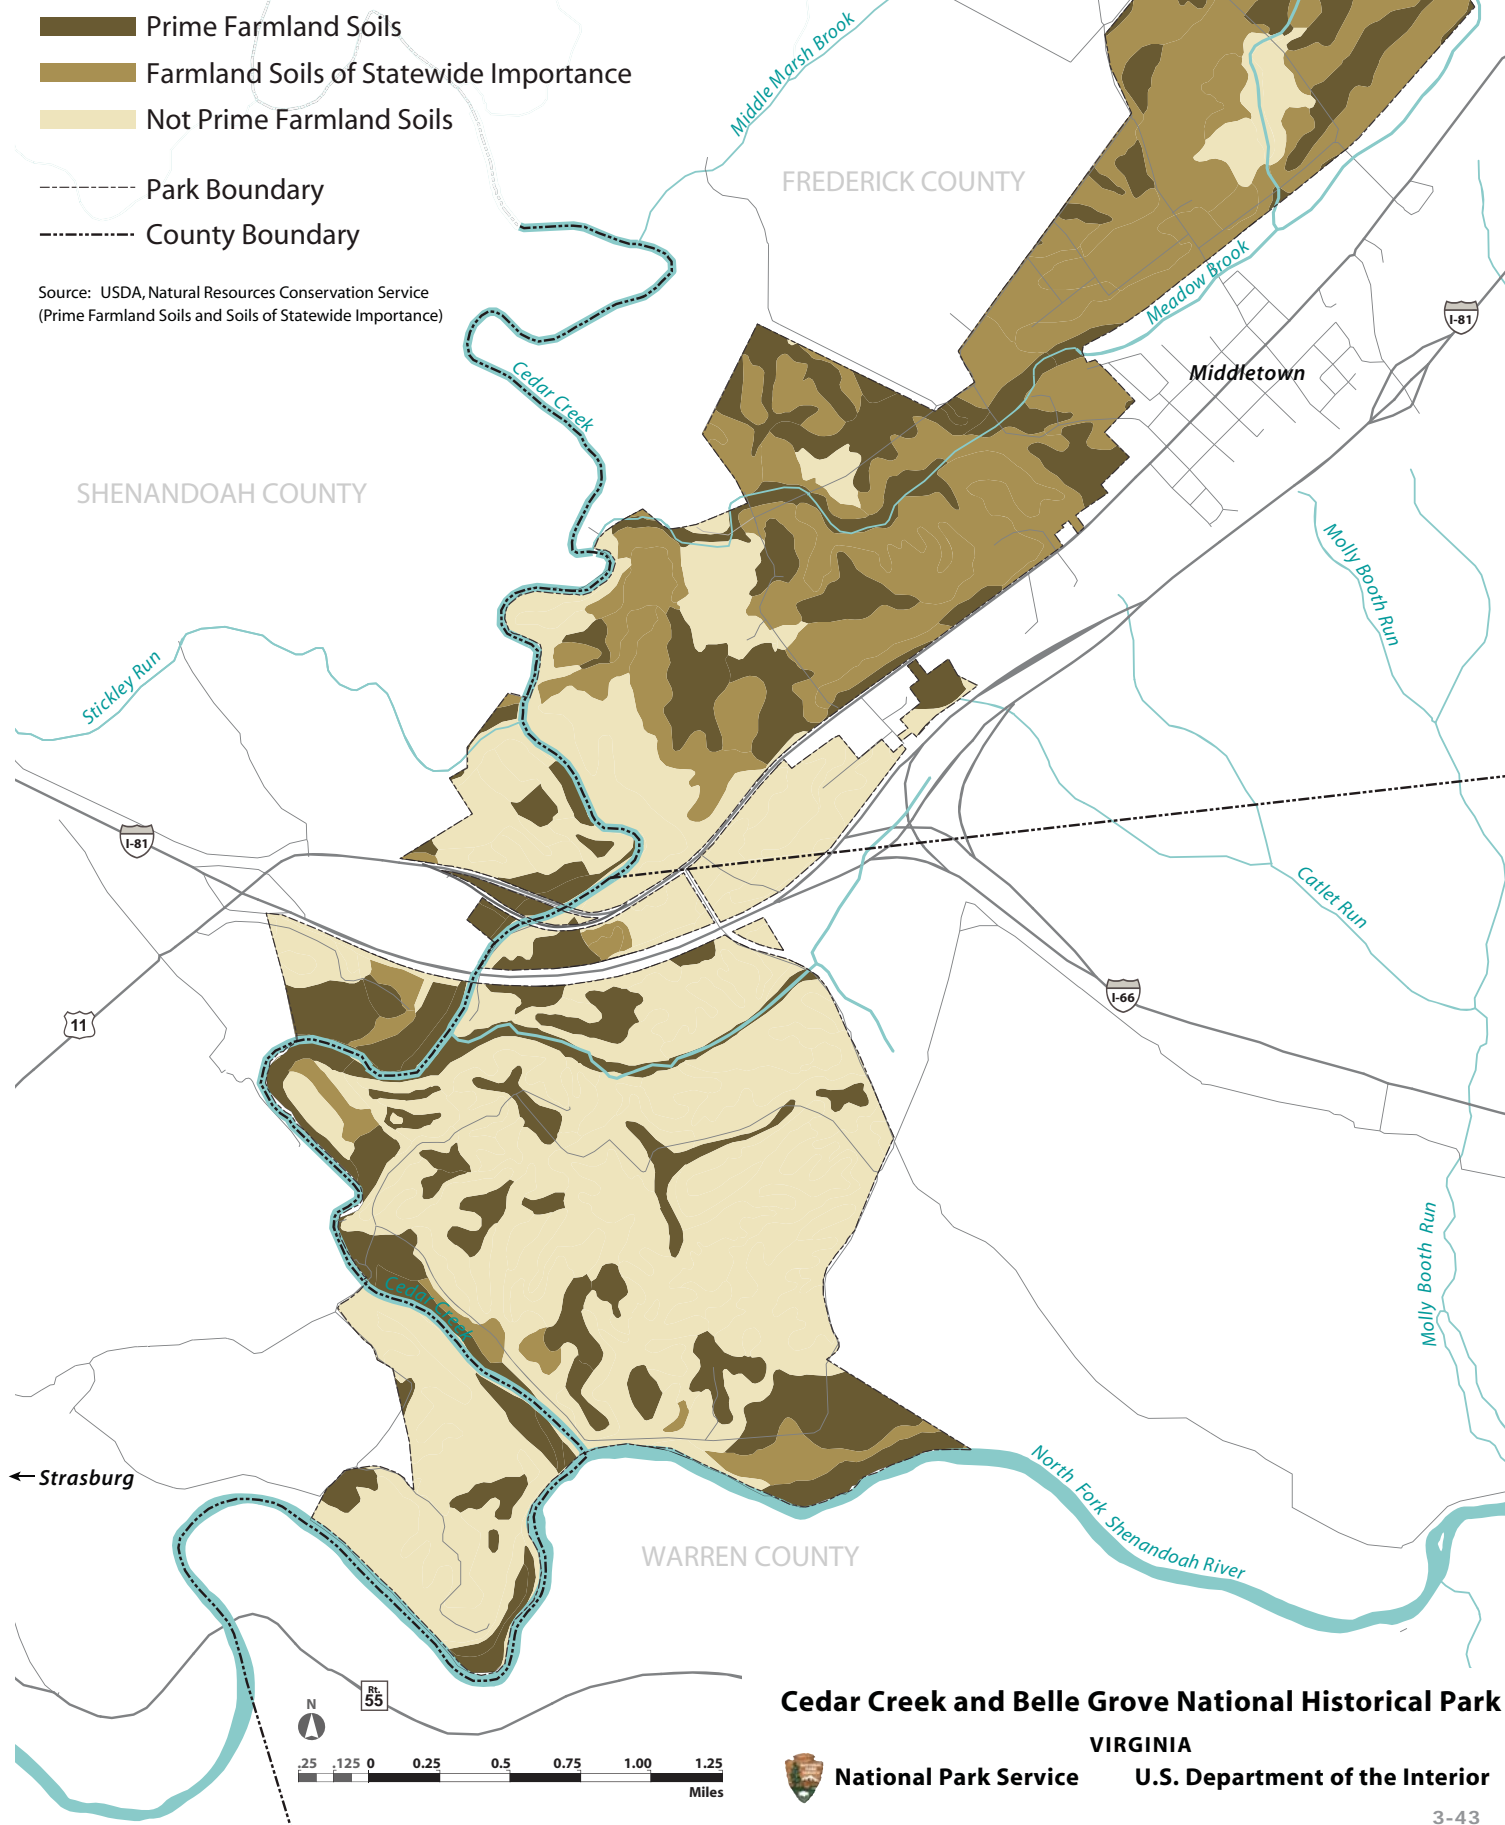 Prime Farmland Soils
Farmland Soils of Statewide Importance
Not Prime Farmland Soils
Park Boundary
County Boundary
Source: USDA, Natural Resources Conservation Service
(Prime Farmland Soils and Soils of Statewide Importance)
Middle Marsh Brook
FREDERICK COUNTY
Meadow Brook
I-81
Middletown
Cedar Creek
SHENANDOAH COUNTY
Molly Booth Run
Stickley Run
I-81
Catlet Run
I-66
11
Molly Booth Run
Cedar Creek
Strasburg
North Fork Shenandoah River
WARREN COUNTY
Rt.
55
N
.25 .125 0 0.25 0.5 0.75 1.00 1.25
Miles
Cedar Creek and Belle Grove National Historical Park
VIRGINIA
National Park Service U.S. Department of the Interior
3-43